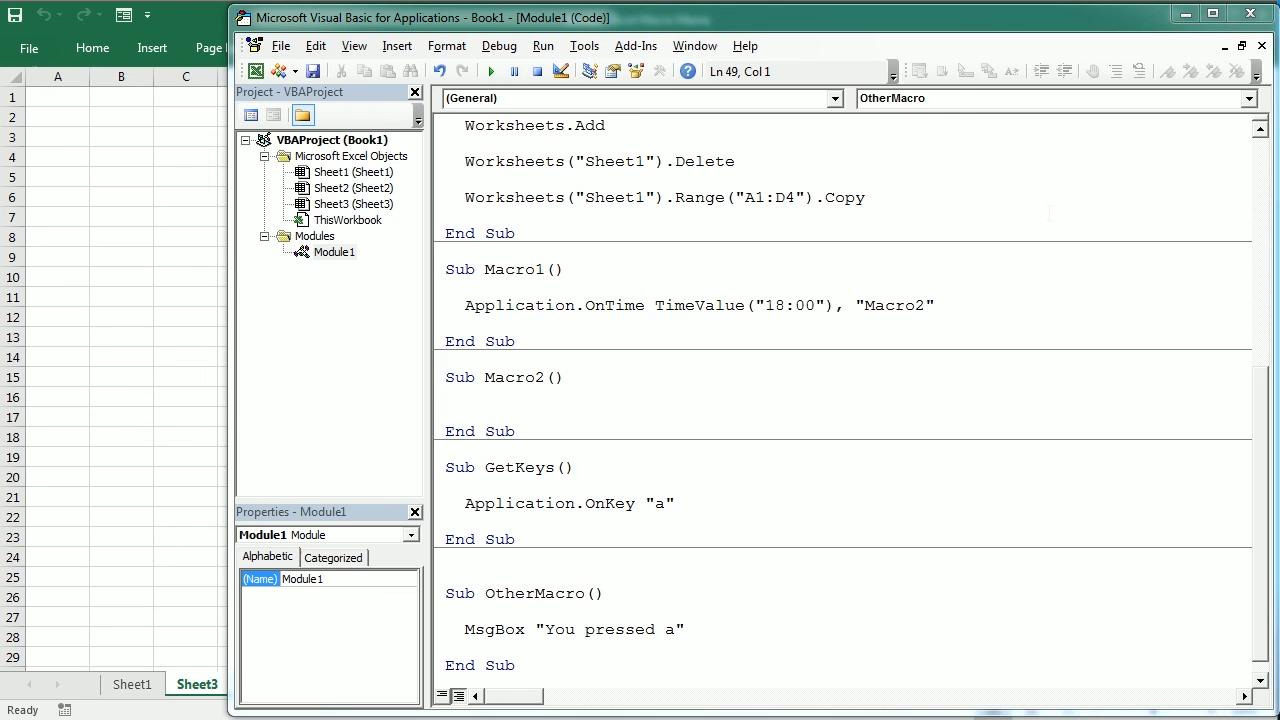 Microsoft Visual Basic for Applications - Book1 - [Module1 (Code)]
File Home Insert Page
File Edit View Insert Format Debug Run Tools Add-Ins Window Help
Ln 49, Col 1
Project - VBAProject
(General) OtherMacro
VBAProject (Book1)
Microsoft Excel Objects
Sheet1 (Sheet1)
Sheet2 (Sheet2)
Sheet3 (Sheet3)
ThisWorkbook
Modules
Module1
Properties - Module1
Module1 Module
Alphabetic Categorized
(Name) Module1
Worksheets.Add
Worksheets("Sheet1").Delete
Worksheets("Sheet1").Range("A1:D4").Copy
End Sub
Sub Macro1()
Application.OnTime TimeValue("18:00"), "Macro2"
End Sub
Sub Macro2()
End Sub
Sub GetKeys()
Application.OnKey "a"
End Sub
Sub OtherMacro()
MsgBox "You pressed a"
End Sub
A B C
1
2
3
4
5
6
7
8
9
10
11
12
13
14
15
16
17
18
19
20
21
22
23
24
25
26
27
28
29
Sheet1 Sheet3
Ready